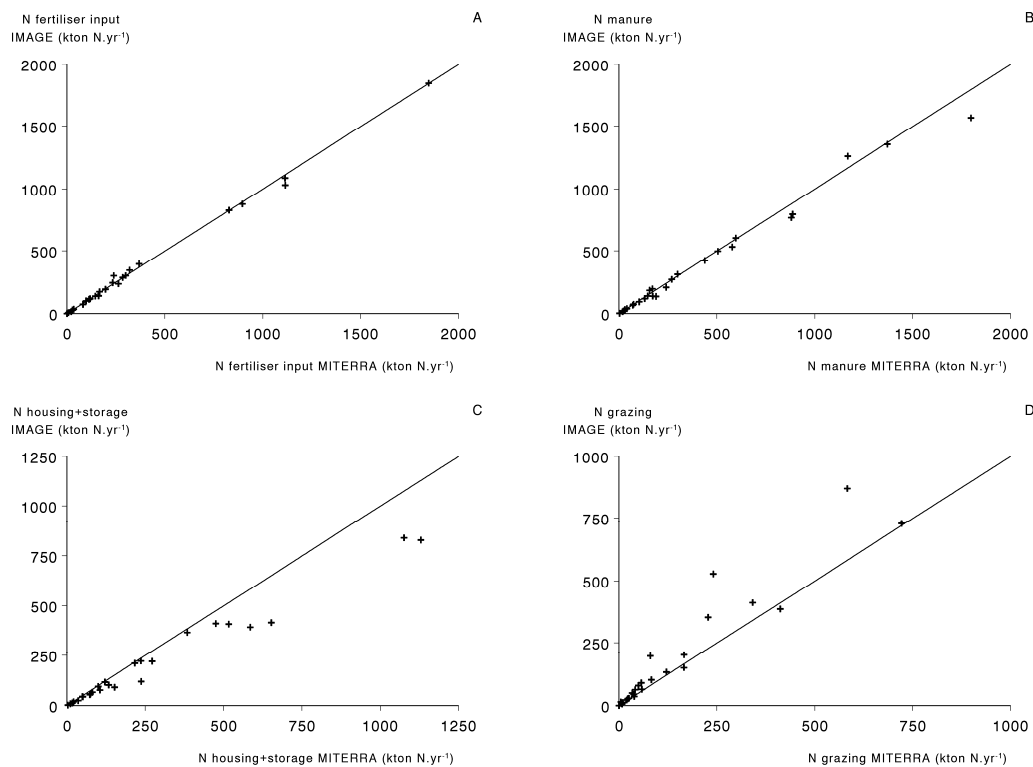 N fertiliser input
IMAGE (kton N.yr⁻¹)
A
2000
1500
1000
500
0
0 500 1000 1500 2000
N fertiliser input MITERRA (kton N.yr⁻¹)
N manure
IMAGE (kton N.yr⁻¹)
B
2000
1500
1000
500
0
0 500 1000 1500 2000
N manure MITERRA (kton N.yr⁻¹)
N housing+storage
IMAGE (kton N.yr⁻¹)
C
1250
1000
750
500
250
0
0 250 500 750 1000 1250
N housing+storage MITERRA (kton N.yr⁻¹)
N grazing
IMAGE (kton N.yr⁻¹)
D
1000
750
500
250
0
0 250 500 750 1000
N grazing MITERRA (kton N.yr⁻¹)